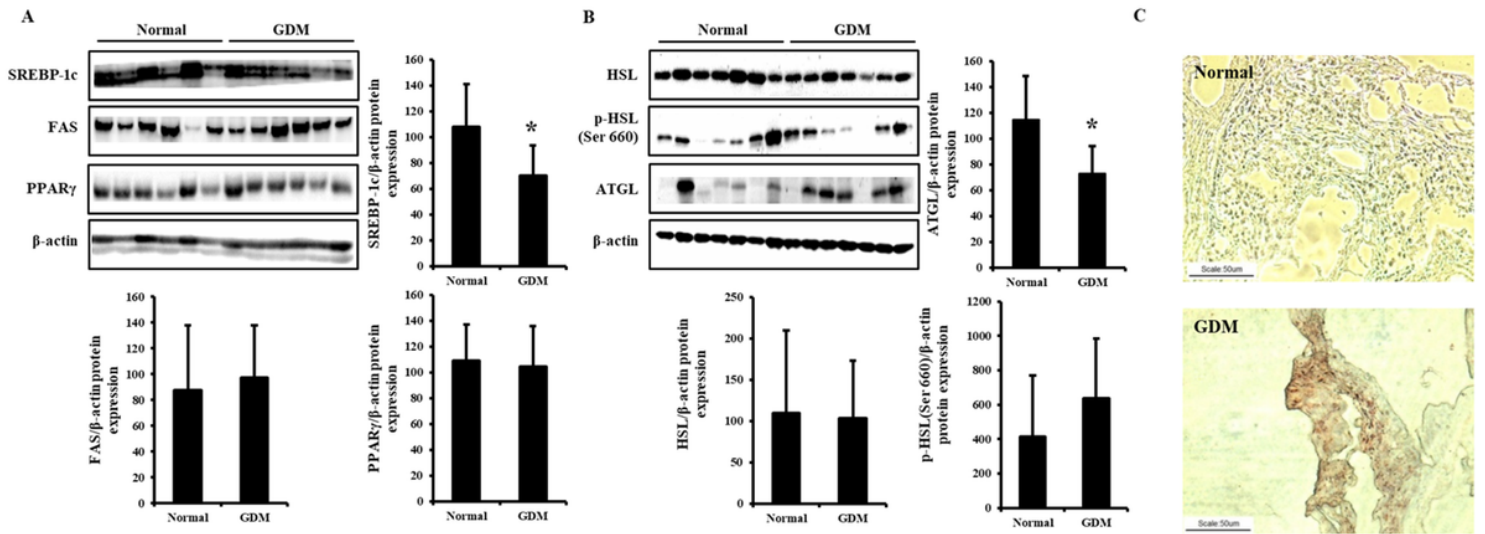 A
Normal GDM
SREBP-1c
FAS
PPARγ
β-actin
SREBP-1c/β-actin protein
expression
160
140
120
100
80
60
40
20
0
*
Normal GDM
FAS/β-actin protein
expression
160
140
120
100
80
60
40
20
0
Normal GDM
PPARγ/β-actin protein
expression
160
140
120
100
80
60
40
20
0
Normal GDM
B
Normal GDM
HSL
p-HSL
(Ser 660)
ATGL
β-actin
ATGL/β-actin protein
expression
160
140
120
100
80
60
40
20
0
*
Normal GDM
HSL/β-actin protein
expression
250
200
150
100
50
0
Normal GDM
p-HSL(Ser 660)/β-actin
protein expression
1200
1000
800
600
400
200
0
Normal GDM
C
Normal
Scale:50um
GDM
Scale:50um